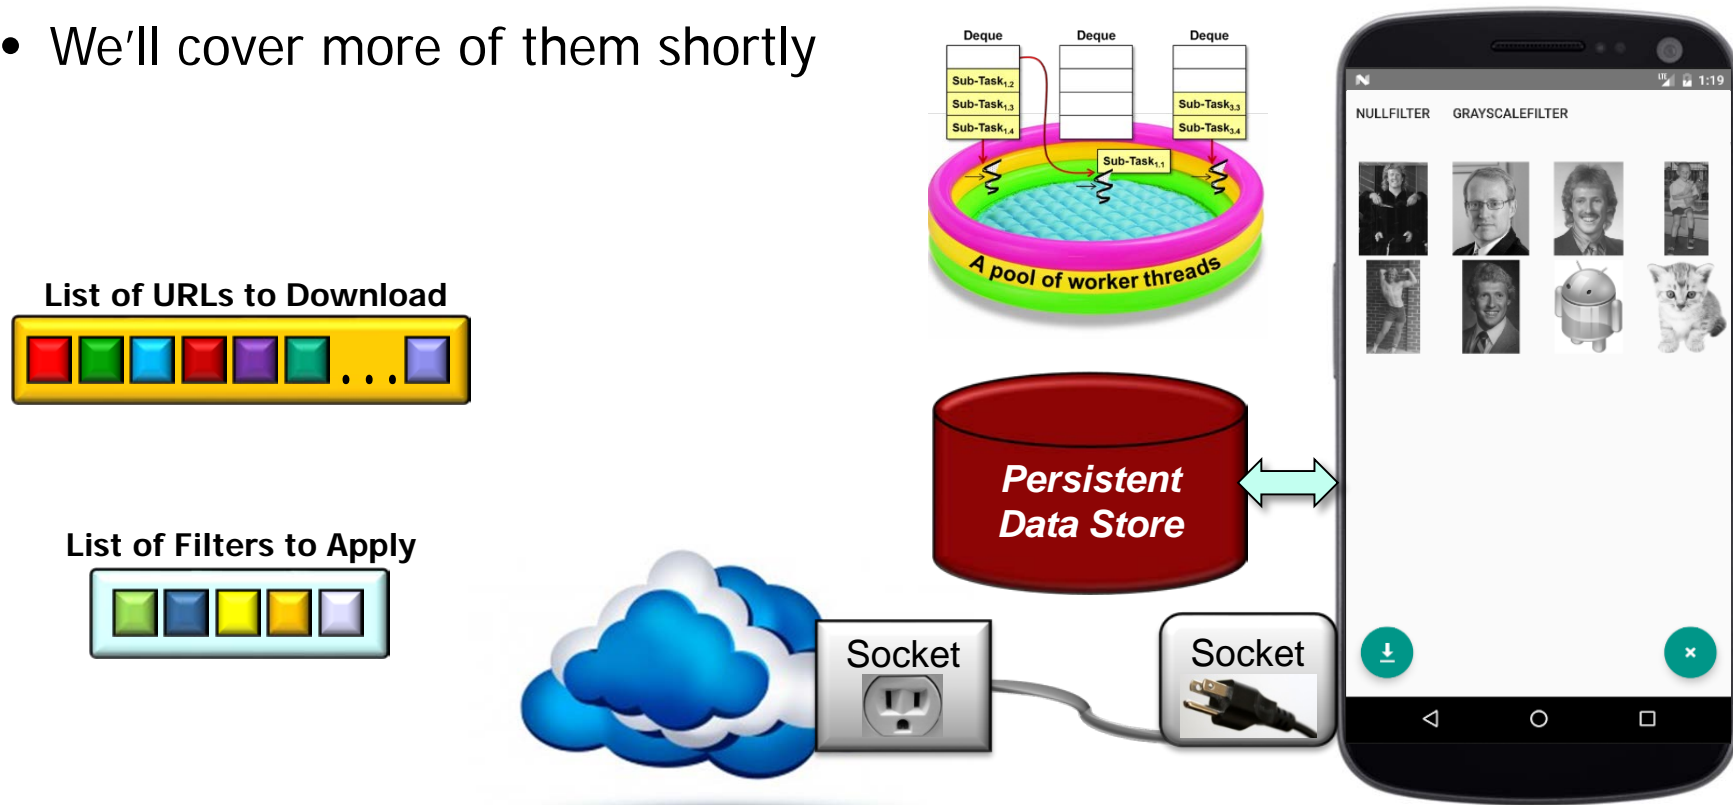 • We'll cover more of them shortly
Deque
Deque
Deque
Sub-Task1.2
Sub-Task1.3
Sub-Task1.4
Sub-Task3.3
Sub-Task3.4
Sub-Task1.1
A pool of worker threads
LTE 1:19
NULLFILTER GRAYSCALEFILTER
List of URLs to Download
...
Persistent
Data Store
List of Filters to Apply
Socket
Socket